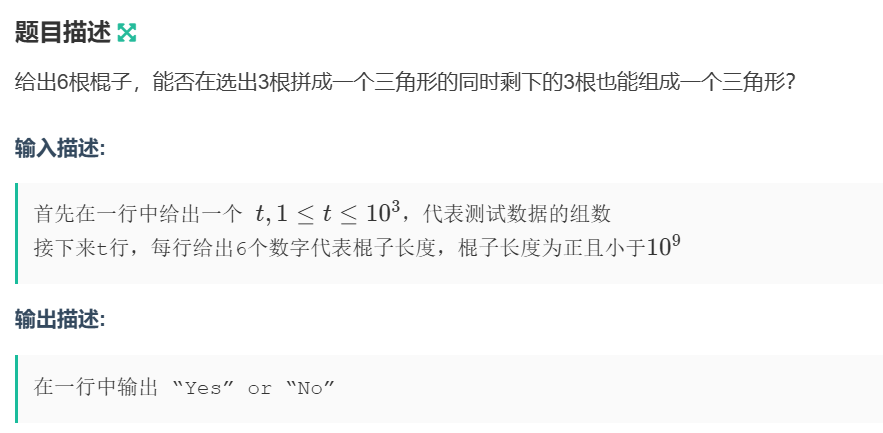 题目描述
给出6根棍子，能否在选出3根拼成一个三角形的同时剩下的3根也能组成一个三角形？
输入描述:
首先在一行中给出一个 t, 1 ≤ t ≤ 10³，代表测试数据的组数
接下来t行，每行给出6个数字代表棍子长度，棍子长度为正且小于10⁹
输出描述:
在一行中输出 “Yes” or “No”